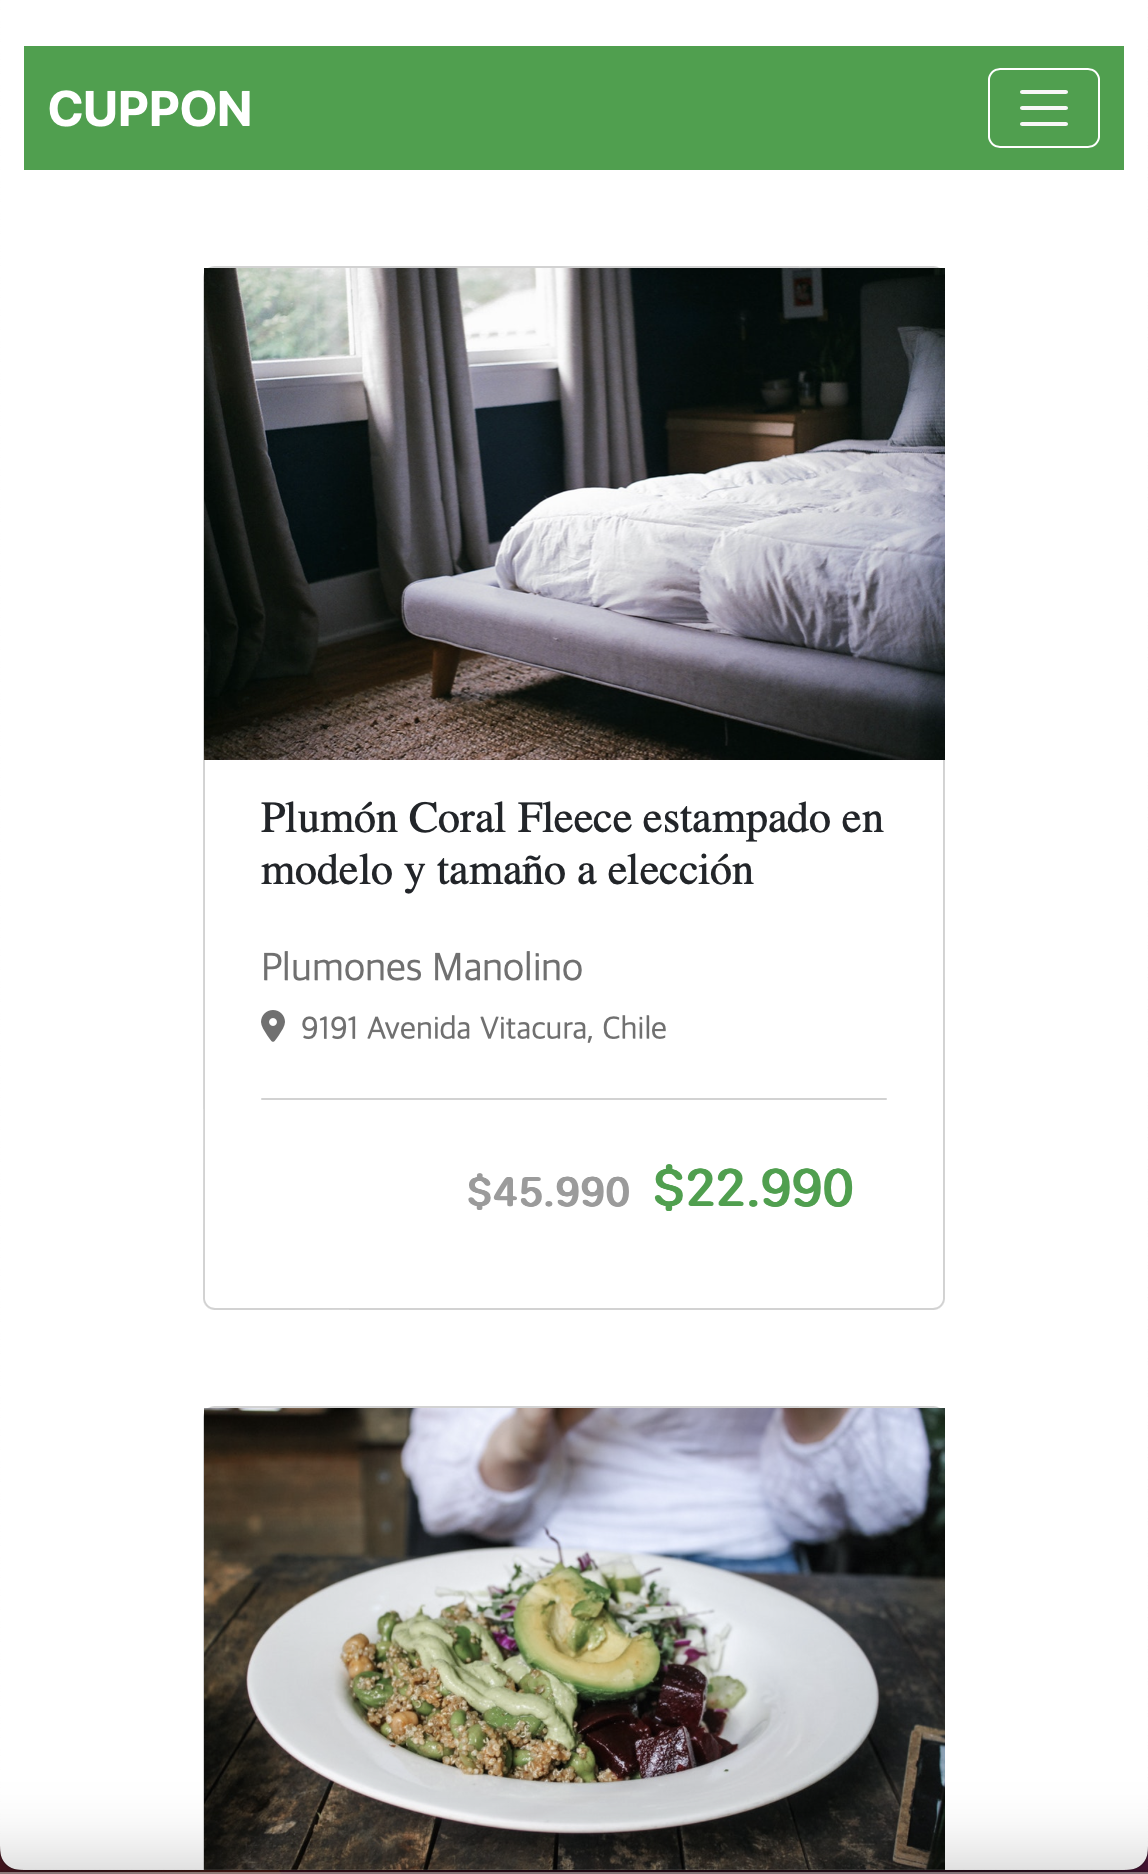 CUPPON
Plumón Coral Fleece estampado en
modelo y tamaño a elección
Plumones Manolino
9191 Avenida Vitacura, Chile
$45.990 $22.990